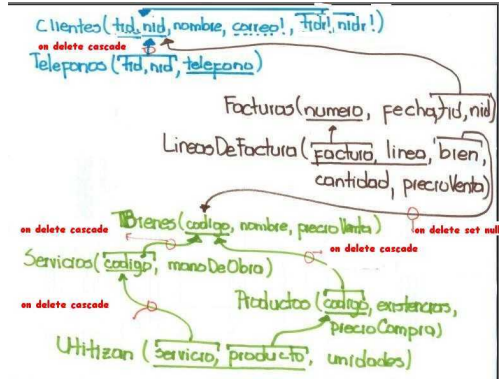 Clientes(tid,nid,nombre, correo!, tidr!, nidr!)
on delete cascade
Telefonos(tid,nid,telefono)
Facturas(numero, fecha,tid,nid)
LineasDeFactura(factura, linea, bien,
cantidad, precioVenta)
Bienes(codigo, nombre, precioVenta)
on delete cascade
on delete set null
on delete cascade
Servicios(codigo, manoDeObra)
on delete cascade
Productos(codigo, existencias,
precioCompra)
Utilizan (servicio, producto, unidades)